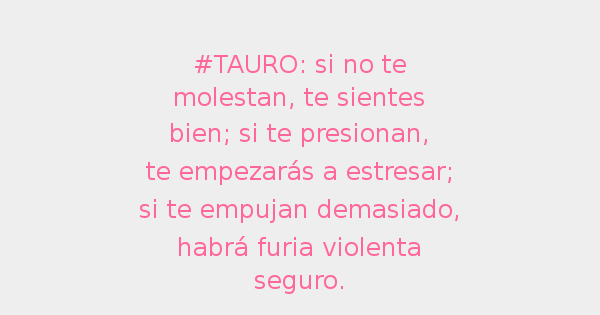 #TAURO: si no te
molestan, te sientes
bien; si te presionan,
te empezarás a estresar;
si te empujan demasiado,
habrá furia violenta
seguro.